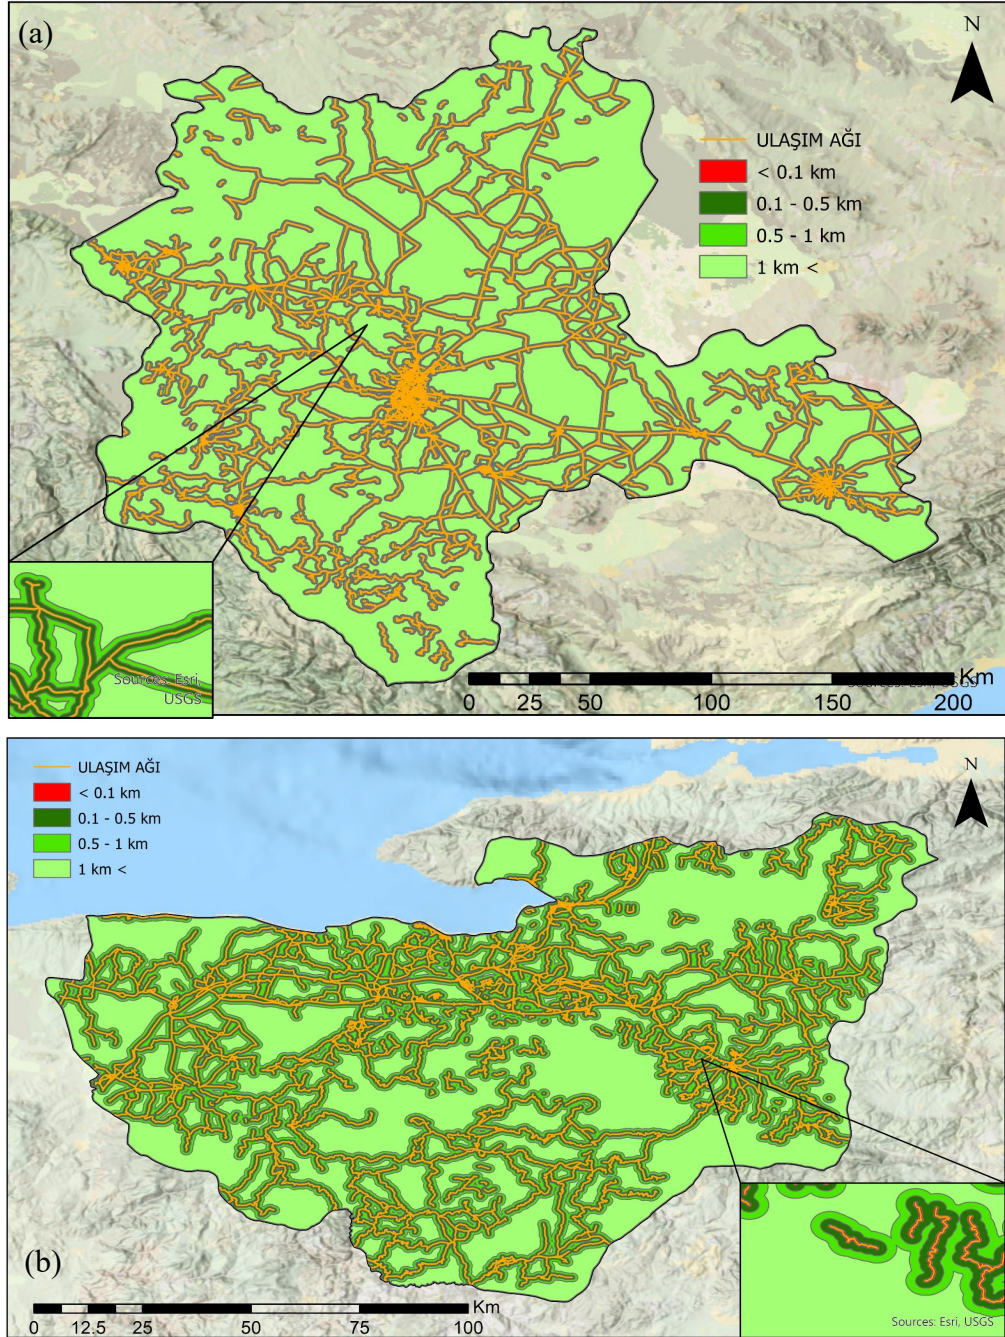 (a)
N
ULAŞIM AĞI
< 0.1 km
0.1 - 0.5 km
0.5 - 1 km
1 km <
Sources: Esri,
USGS
Km
0 25 50 100 150 200
ULAŞIM AĞI
< 0.1 km
0.1 - 0.5 km
0.5 - 1 km
1 km <
N
(b)
Km
0 12.5 25 50 75 100
Sources: Esri, USGS